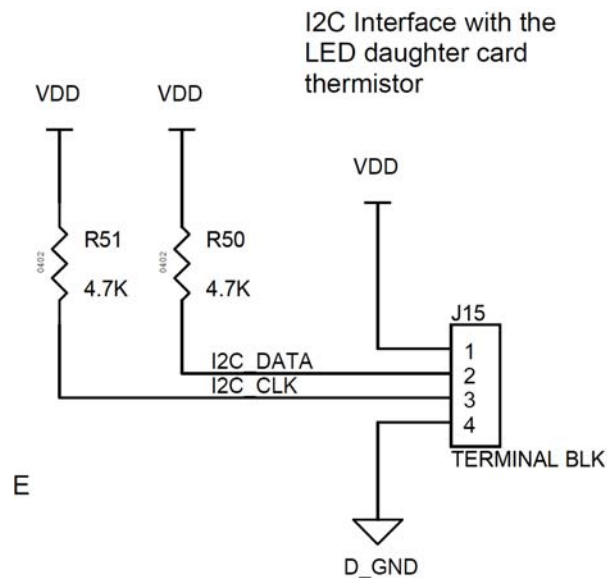 I2C Interface with the
LED daughter card
thermistor
VDD
VDD
VDD
R51
R50
0402
0402
4.7K
4.7K
J15
1
I2C_DATA
2
I2C_CLK
3
4
TERMINAL BLK
E
D_GND